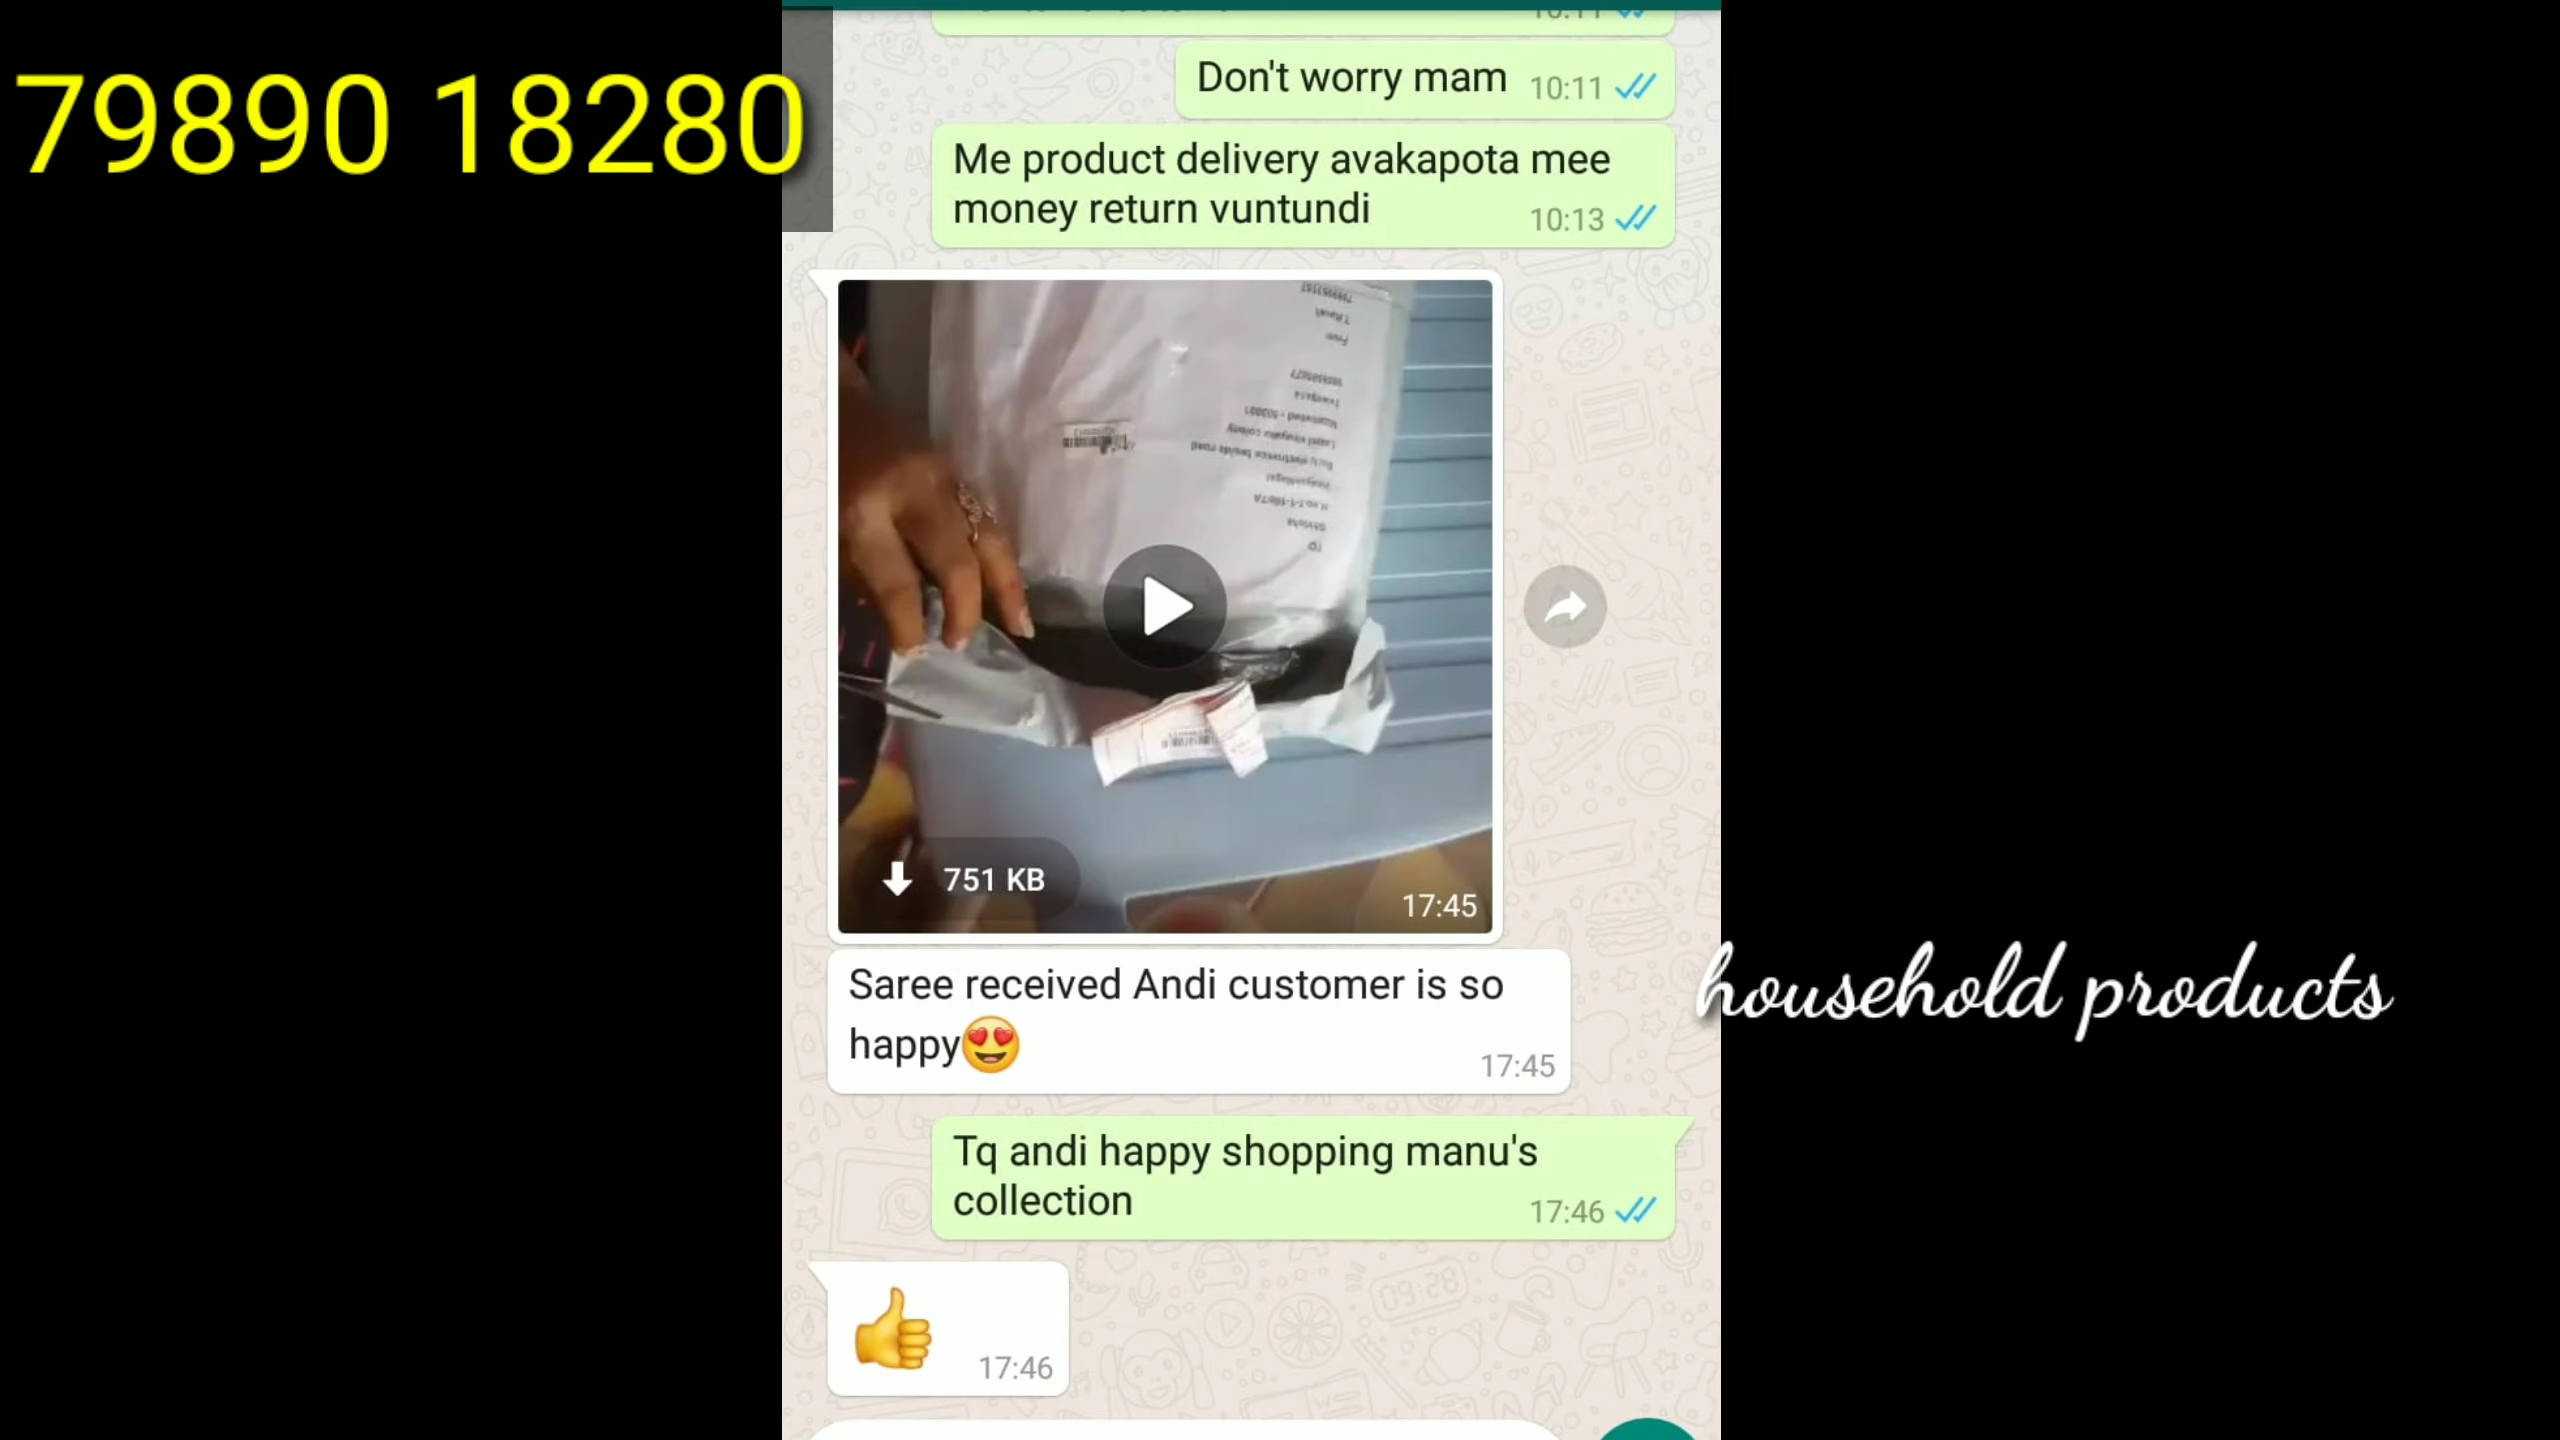 79890 18280
Don't worry mam 10:11
Me product delivery avakapota mee
money return vuntundi 10:13
751 KB
17:45
Saree received Andi customer is so
happy😍 17:45
household products
Tq andi happy shopping manu's
collection 17:46
👍 17:46